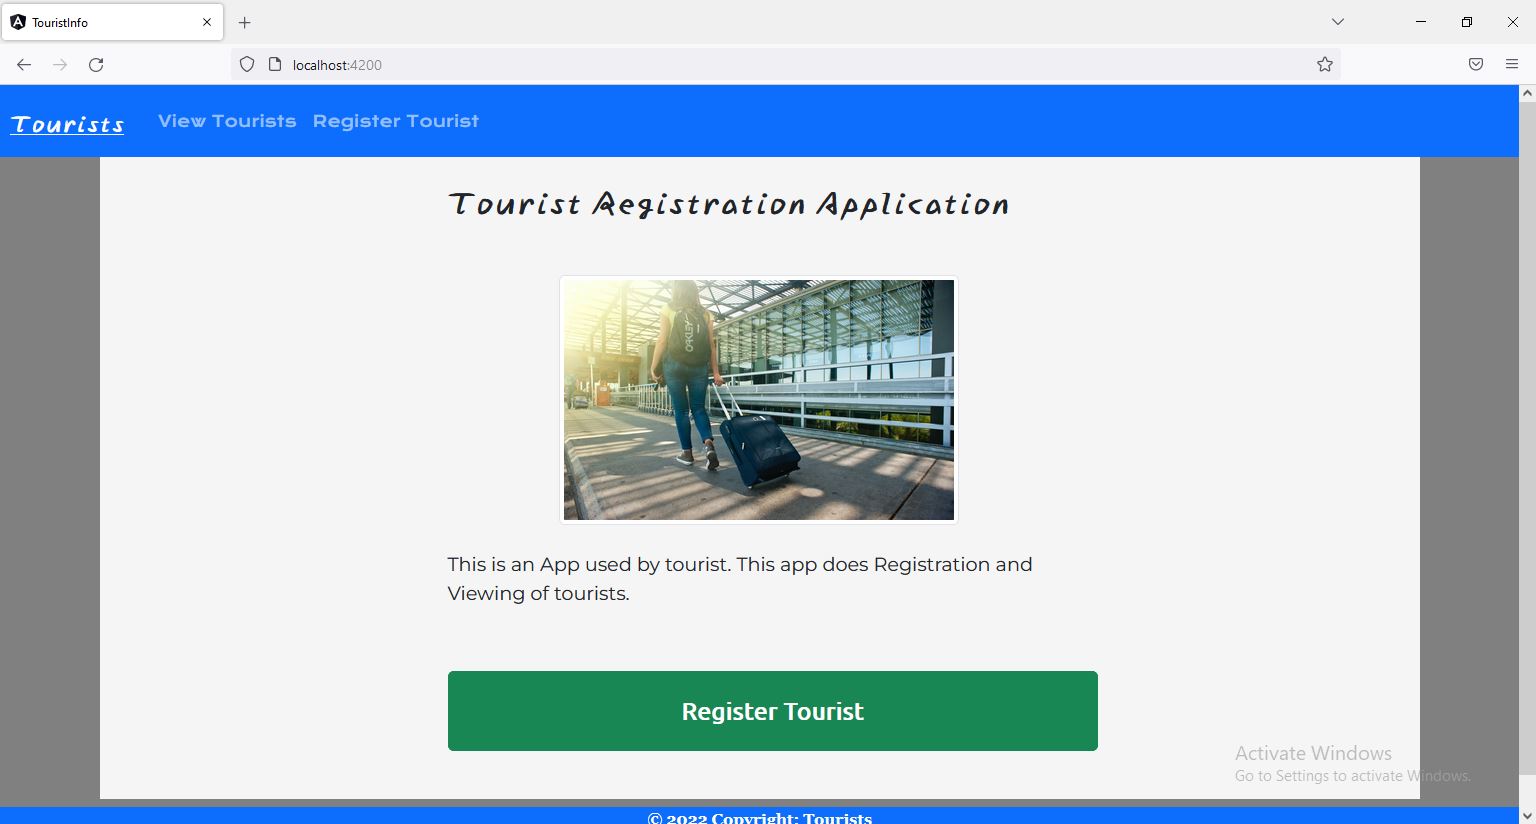 TouristInfo
localhost:4200
Tourists
View Tourists
Register Tourist
Tourist Registration Application
OAKLEY
This is an App used by tourist. This app does Registration and
Viewing of tourists.
Register Tourist
Activate Windows
Go to Settings to activate Windows.
© 2022 Copyright: Tourists